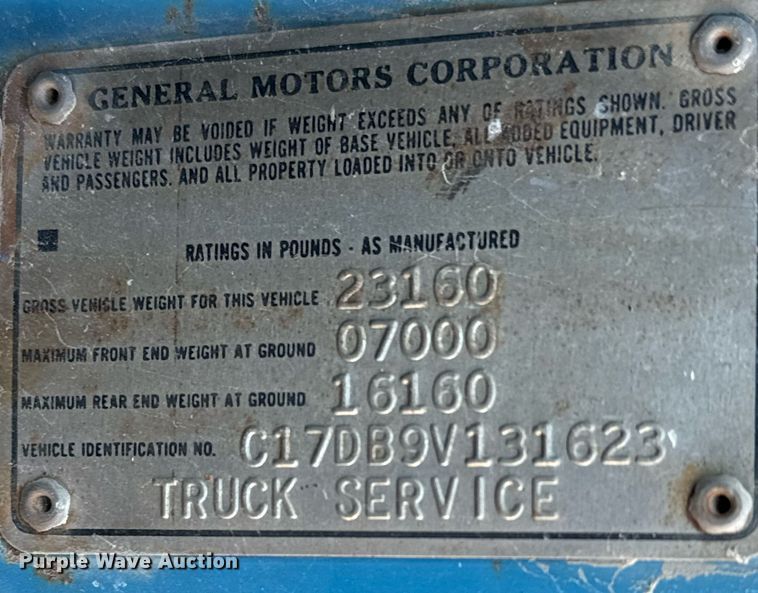 GENERAL MOTORS CORPORATION
WARRANTY MAY BE VOIDED IF WEIGHT EXCEEDS ANY OF RATINGS SHOWN. GROSS
VEHICLE WEIGHT INCLUDES WEIGHT OF BASE VEHICLE, ALL ADDED EQUIPMENT, DRIVER
AND PASSENGERS. AND ALL PROPERTY LOADED INTO OR ONTO VEHICLE.
RATINGS IN POUNDS - AS MANUFACTURED
GROSS VEHICLE WEIGHT FOR THIS VEHICLE 23160
MAXIMUM FRONT END WEIGHT AT GROUND 07000
MAXIMUM REAR END WEIGHT AT GROUND 16160
VEHICLE IDENTIFICATION NO. C17DB9V131623
TRUCK SERVICE
Purple Wave Auction